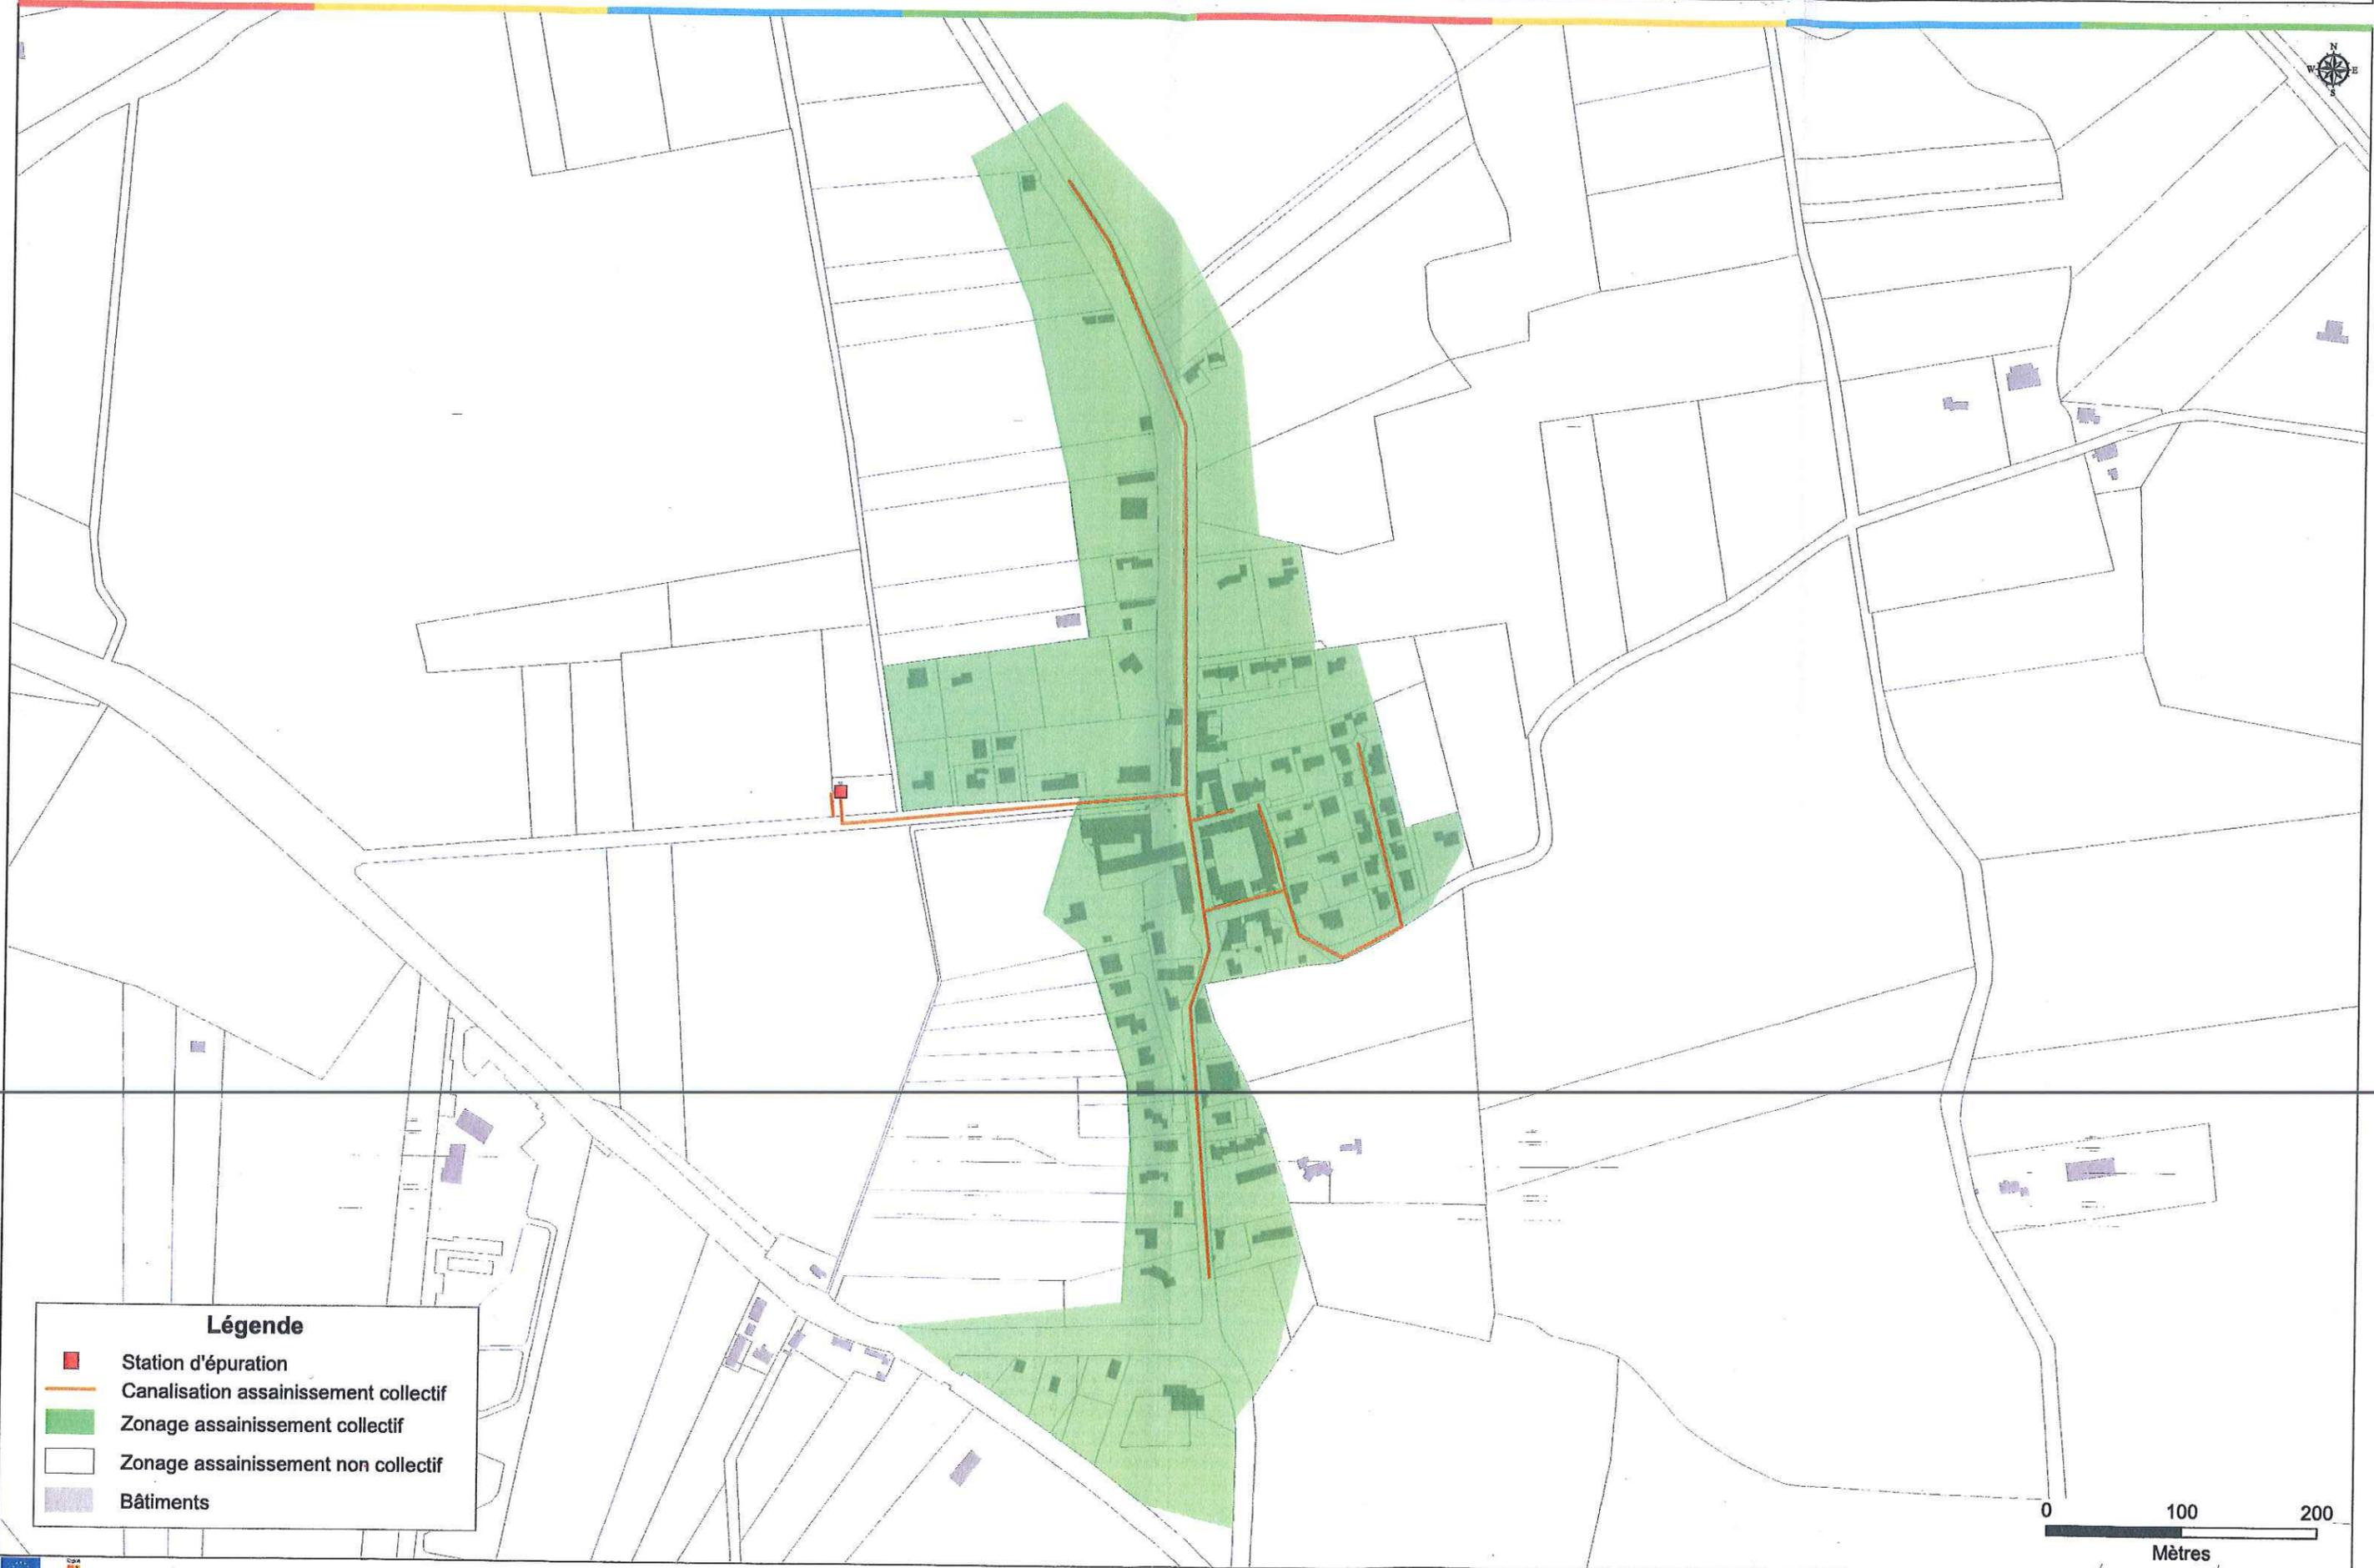 N
W E
S
Légende
Station d'épuration
Canalisation assainissement collectif
Zonage assainissement collectif
Zonage assainissement non collectif
Bâtiments
0 100 200
Mètres